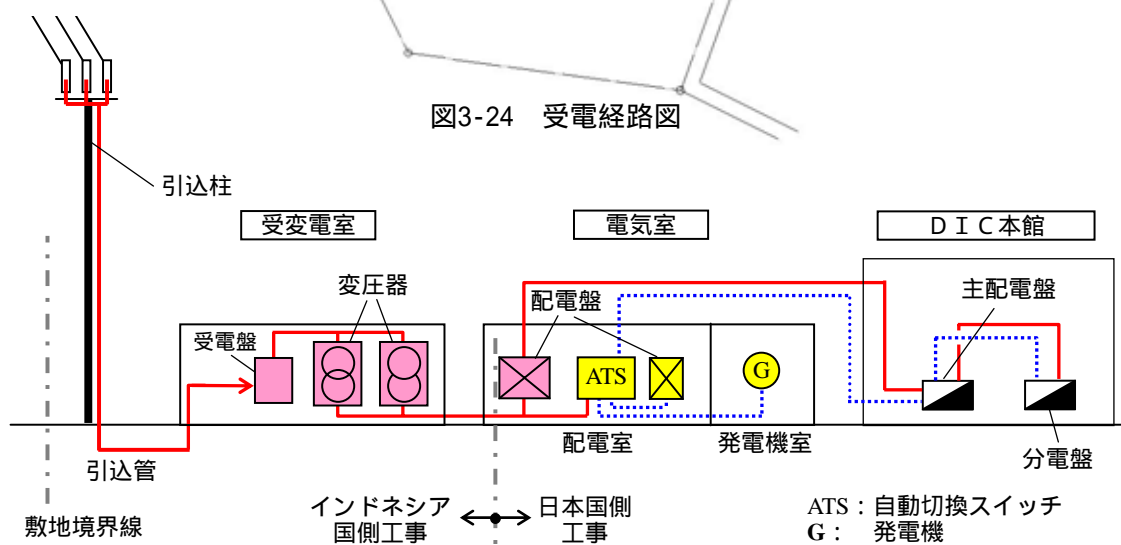 図3-24　受電経路図
引込柱
受変電室
電気室
ＤＩＣ本館
変圧器
配電盤
主配電盤
受電盤
ATS
G
引込管
配電室
発電機室
分電盤
敷地境界線
インドネシア
国側工事
日本国側
工事
ATS：自動切換スイッチ
G：　発電機